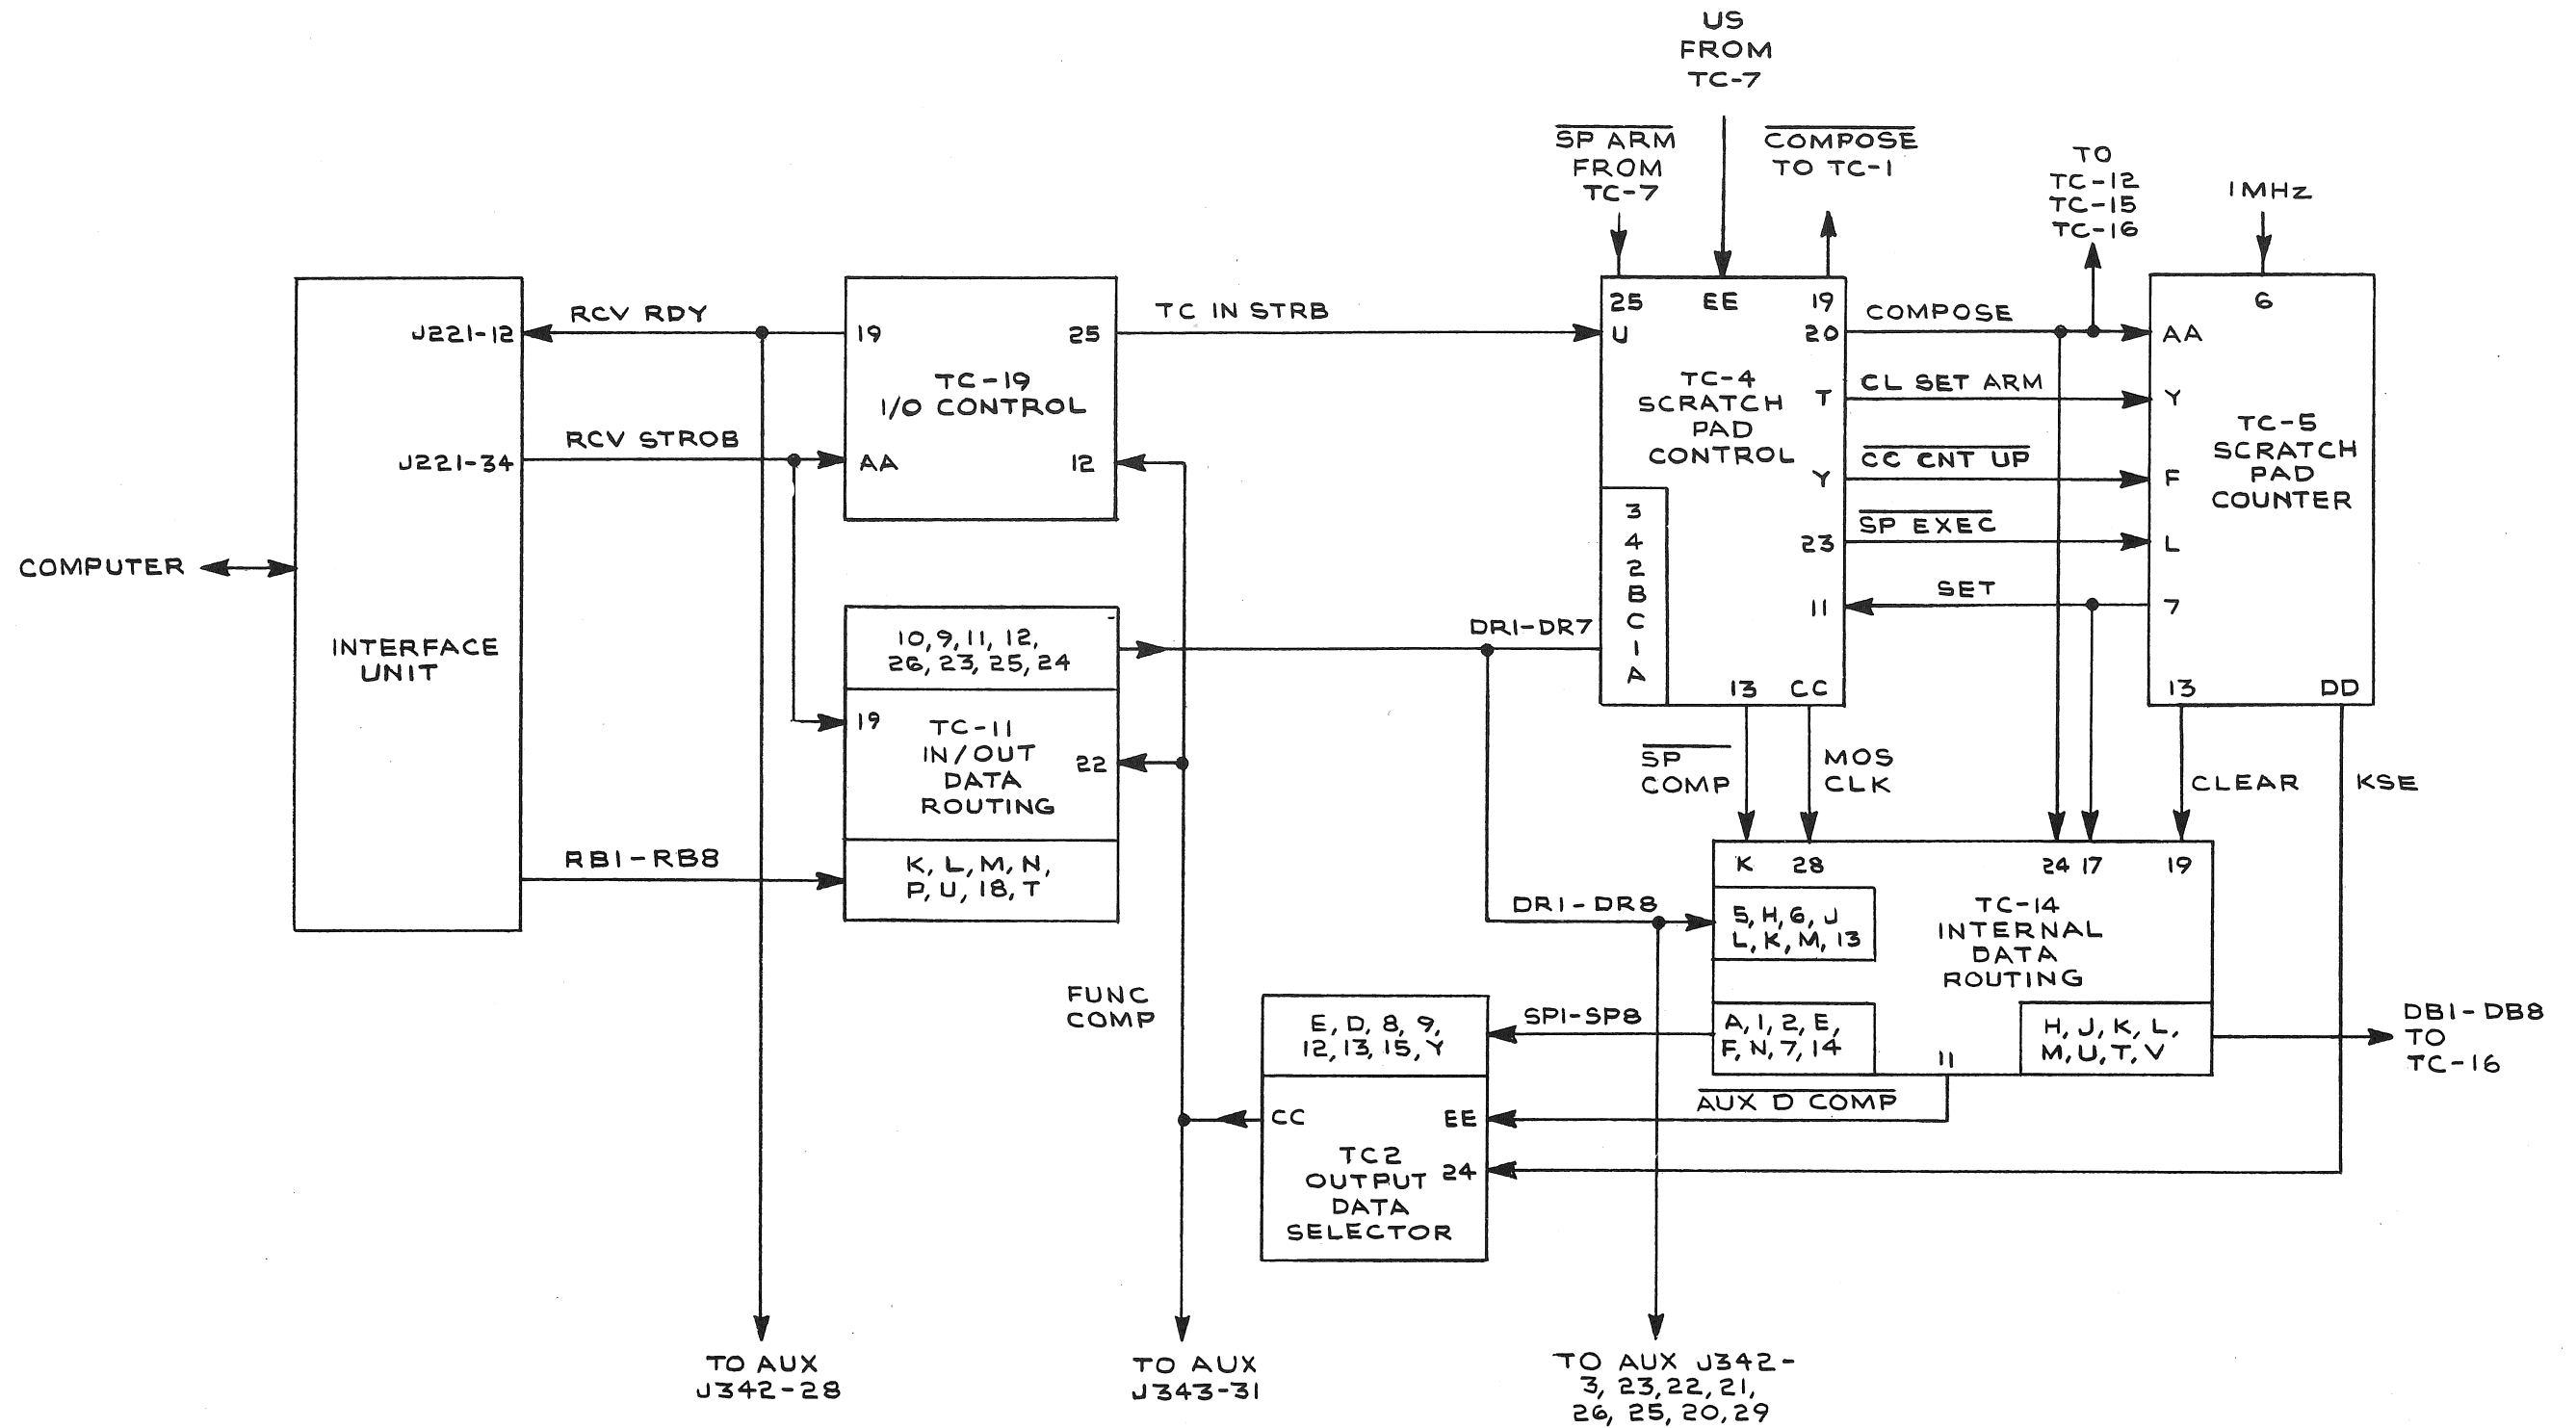 US
FROM
TC-7
SP ARM
FROM
TC-7
COMPOSE
TO TC-1
TO
TC-12
TC-15
TC-16
1MHZ
RCV RDY
J221-12
19
25
TC IN STRB
TC-19
I/O CONTROL
RCV STROB
J221-34
AA
12
25
EE
19
U
20
COMPOSE
TC-4
SCRATCH
PAD
CONTROL
T
CL SET ARM
Y
CC CNT UP
23
SP EXEC
11
SET
3
4
2
B
C
1
A
13
CC
6
AA
Y
TC-5
SCRATCH
PAD
COUNTER
F
L
7
13
DD
COMPUTER
INTERFACE
UNIT
10, 9, 11, 12,
26, 23, 25, 24
DR1-DR7
19
TC-11
IN/OUT
DATA
ROUTING
22
RB1-RB8
K, L, M, N,
P, U, 18, T
SP
COMP
MOS
CLK
CLEAR
KSE
K
28
24
17
19
DR1-DR8
5, H, 6, J
L, K, M, 13
TC-14
INTERNAL
DATA
ROUTING
SP1-SP8
A, 1, 2, E,
F, N, 7, 14
11
H, J, K, L,
M, U, T, V
DB1-DB8
TO
TC-16
FUNC
COMP
E, D, 8, 9,
12, 13, 15, Y
AUX D COMP
CC
EE
TC2
OUTPUT
DATA
SELECTOR
24
TO AUX
J342-28
TO AUX
J343-31
TO AUX J342-
3, 23, 22, 21,
26, 25, 20, 29